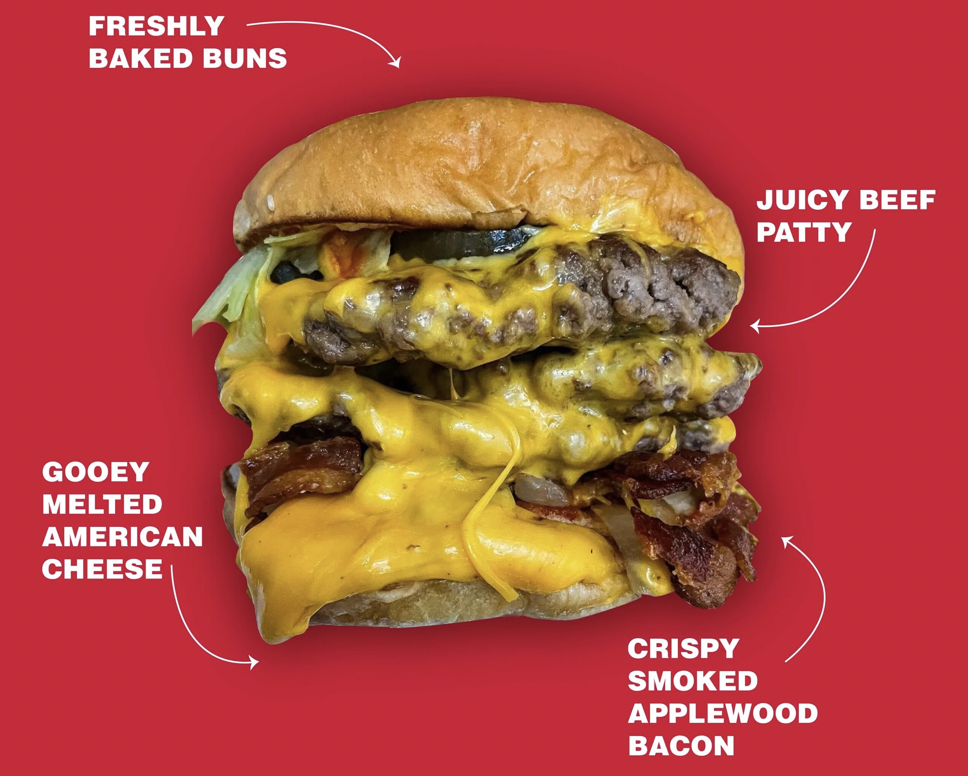 FRESHLY
BAKED BUNS
JUICY BEEF
PATTY
GOOEY
MELTED
AMERICAN
CHEESE
CRISPY
SMOKED
APPLEWOOD
BACON